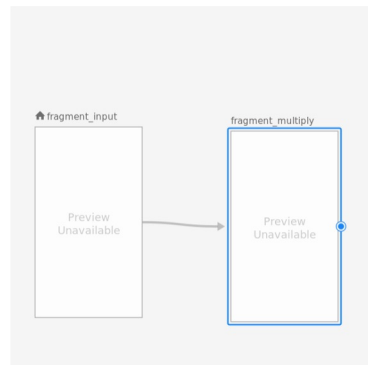 fragment_input
fragment_multiply
Preview
Unavailable
Preview
Unavailable